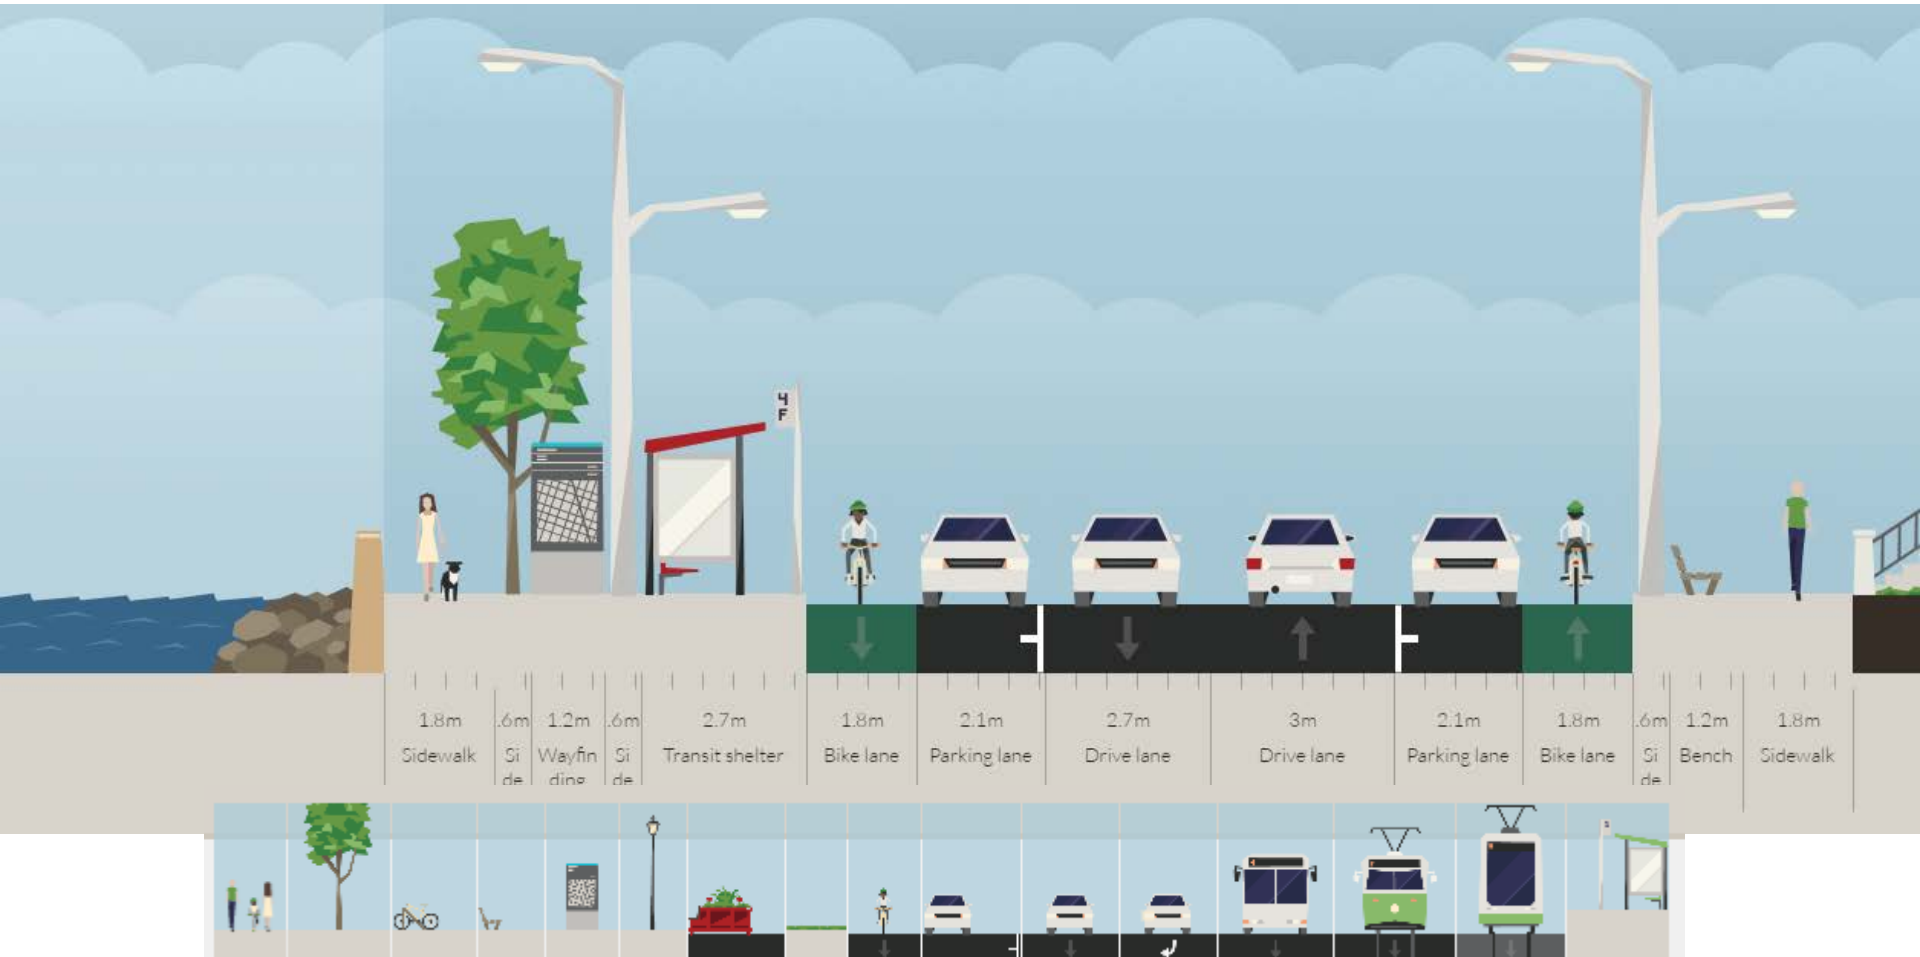 4
F
1.8m
.6m
1.2m
.6m
2.7m
1.8m
2.1m
2.7m
3m
2.1m
1.8m
.6m
1.2m
1.8m
Sidewalk
Si
de
Wayfin
ding
Si
de
Transit shelter
Bike lane
Parking lane
Drive lane
Drive lane
Parking lane
Bike lane
Si
de
Bench
Sidewalk